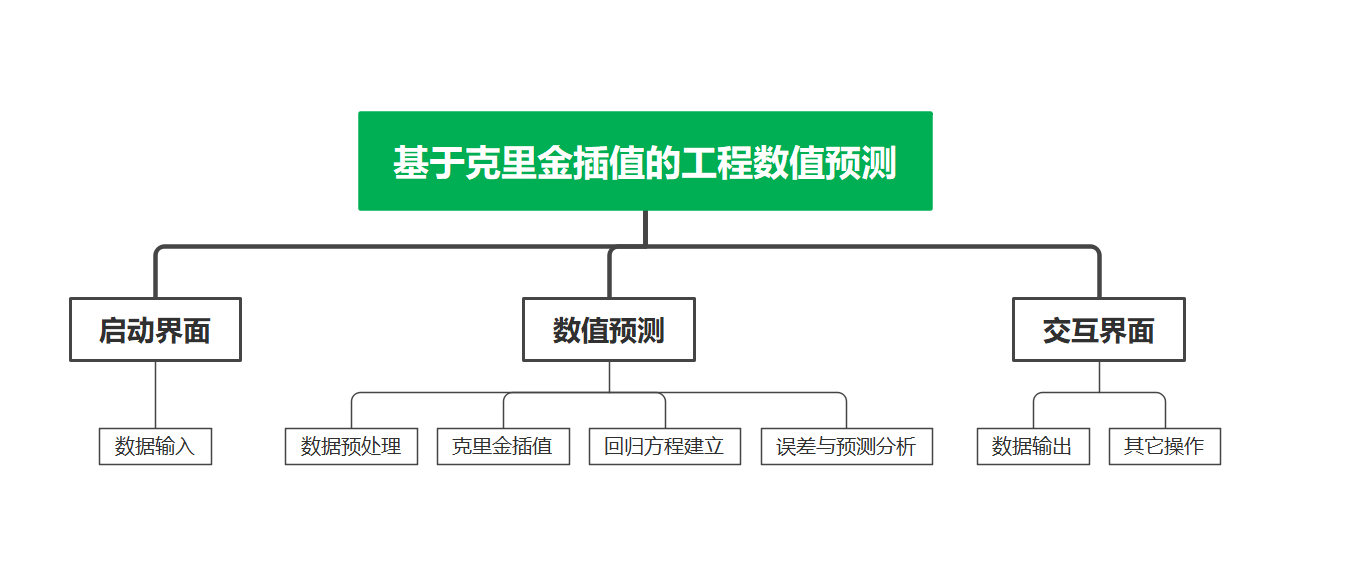 基于克里金插值的工程数值预测
启动界面
数值预测
交互界面
数据输入
数据预处理
克里金插值
回归方程建立
误差与预测分析
数据输出
其它操作